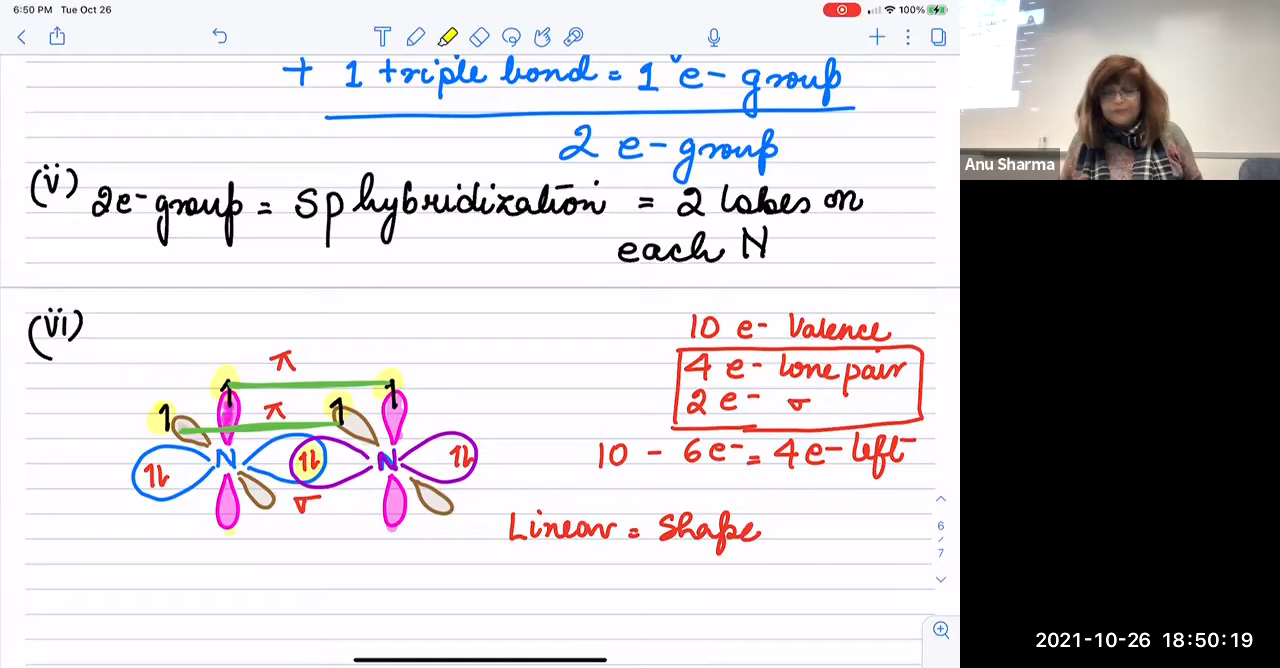 6:50 PM Tue Oct 26
100%
+ 1 triple bond = 1 e- group
2 e- group
(v) 2e- group = sp hybridization = 2 lobes on
each N
(vi)
10 e- Valence
4 e- lone pair
2 e- σ
10 - 6e- = 4e- left
π
1 1
π
1 1
N N
1L 1L 1L
σ
Linear = shape
6
7
Anu Sharma
2021-10-26 18:50:19